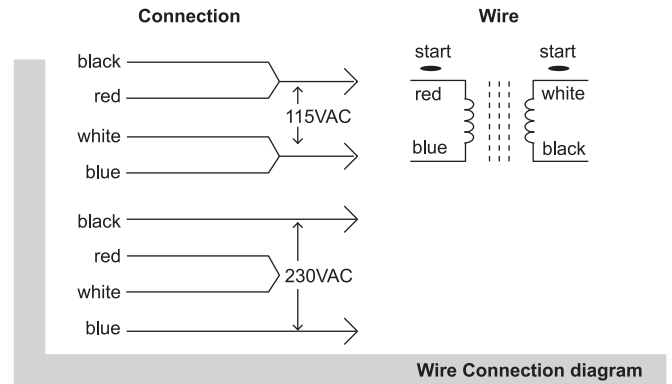 Connection
Wire
black
red
115VAC
white
blue
black
red
230VAC
white
blue
start
start
red
white
blue
black
Wire Connection diagram